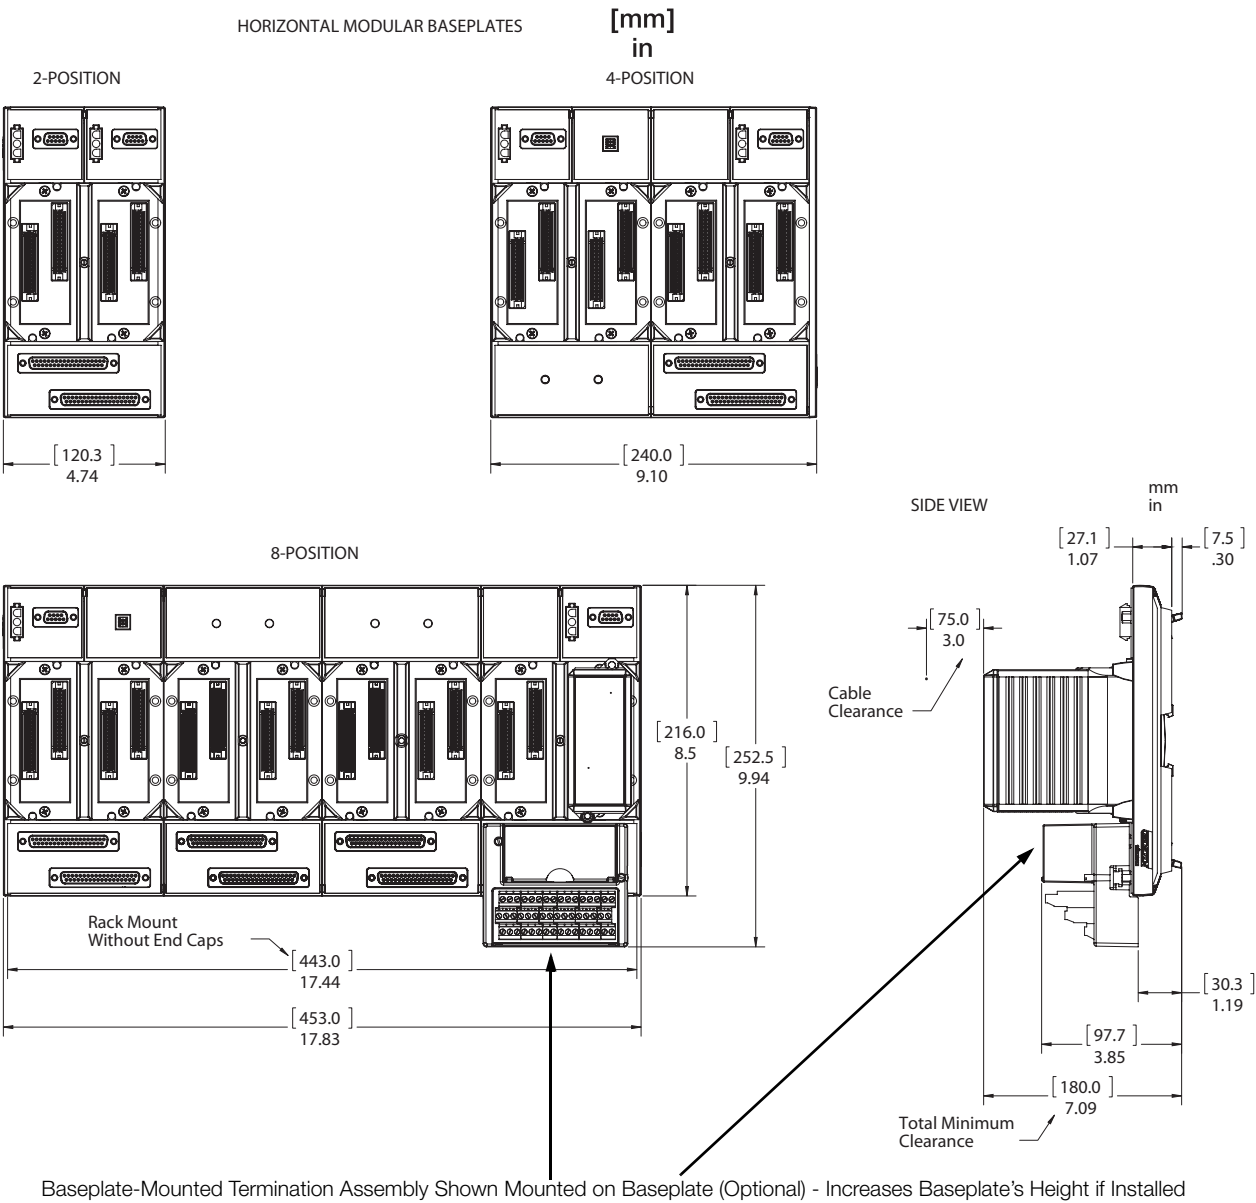 HORIZONTAL MODULAR BASEPLATES
[mm]
in
2-POSITION
4-POSITION
[120.3]
4.74
[240.0]
9.10
SIDE VIEW
mm
in
8-POSITION
[27.1]
1.07
[7.5]
.30
[75.0]
3.0
Cable
Clearance
[216.0]
8.5
[252.5]
9.94
Rack Mount
Without End Caps
[443.0]
17.44
[453.0]
17.83
[30.3]
1.19
[97.7]
3.85
[180.0]
7.09
Total Minimum
Clearance
Baseplate-Mounted Termination Assembly Shown Mounted on Baseplate (Optional) - Increases Baseplate's Height if Installed